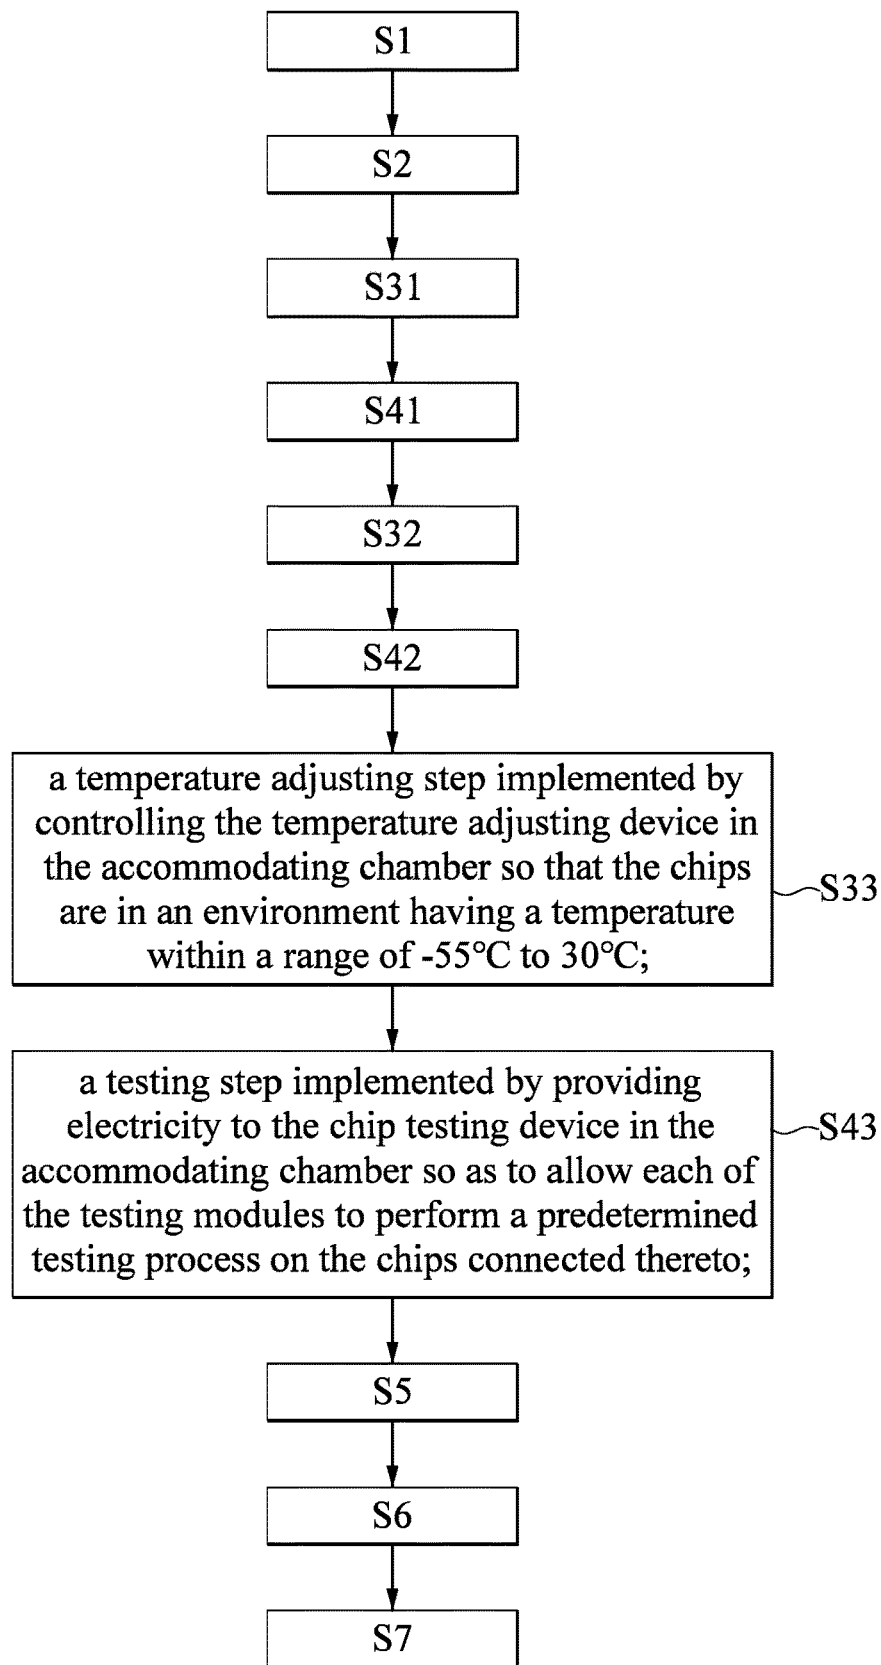 S1
S2
S31
S41
S32
S42
a temperature adjusting step implemented by
controlling the temperature adjusting device in
the accommodating chamber so that the chips
are in an environment having a temperature
within a range of -55°C to 30°C;
S33
a testing step implemented by providing
electricity to the chip testing device in the
accommodating chamber so as to allow each of
the testing modules to perform a predetermined
testing process on the chips connected thereto;
S43
S5
S6
S7